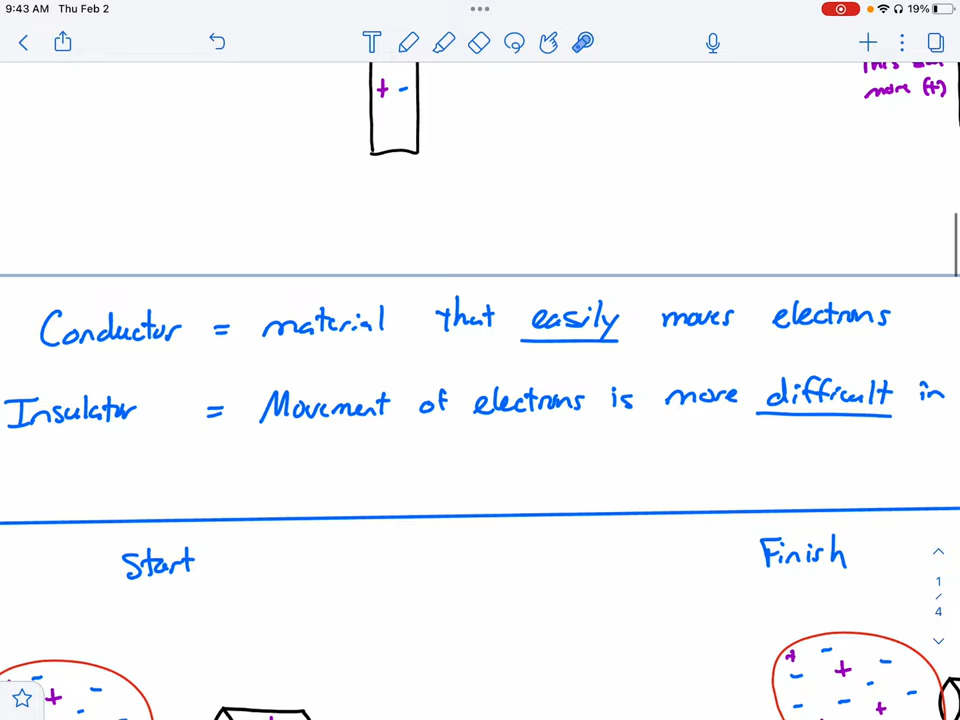 9:43 AM Thu Feb 2
19%
T
+ -
more (+)
Conductor = material that easily moves electrons
Insulator = Movement of electrons is more difficult in
Start
Finish
1
/
4